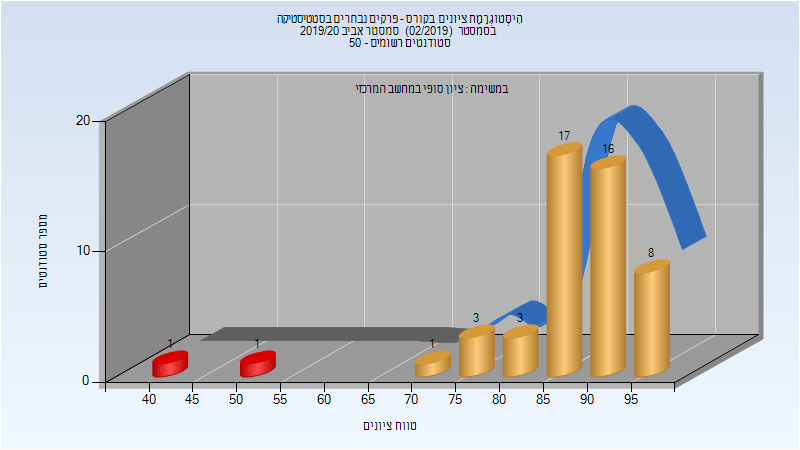 היסטוגרמת ציונים בקורס - פרקים נבחרים בסטטיסטיקה
בסמסטר (02/2019) סמסטר אביב 2019/20
סטודנטים רשומים - 50
במשימה : ציון סופי במחשב המרכזי
מספר סטודנטים
20
10
0
1
1
1
3
3
17
16
8
40 45 50 55 60 65 70 75 80 85 90 95
טווח ציונים